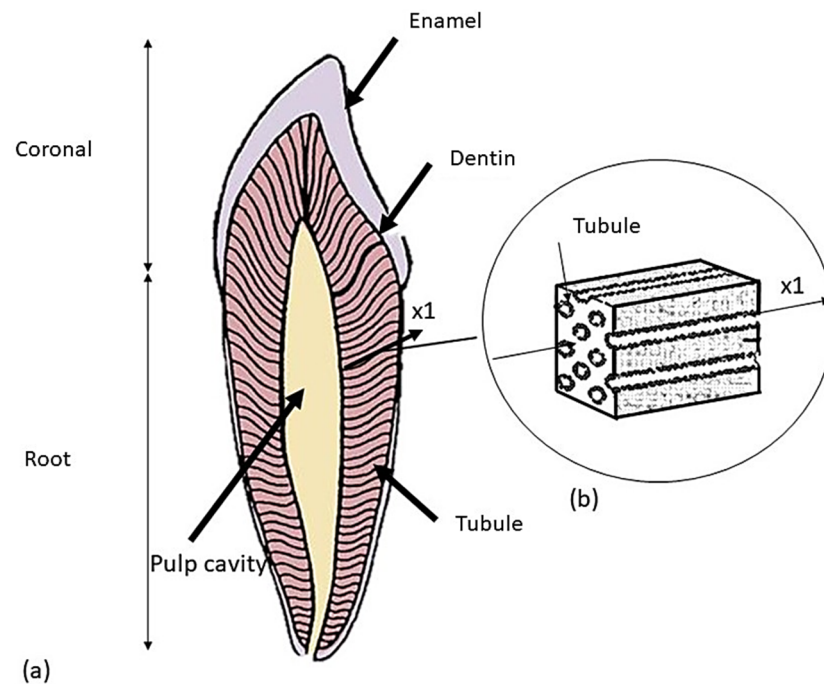 Enamel
Coronal
Dentin
Tubule
x1
x1
Root
(b)
Tubule
Pulp cavity
(a)